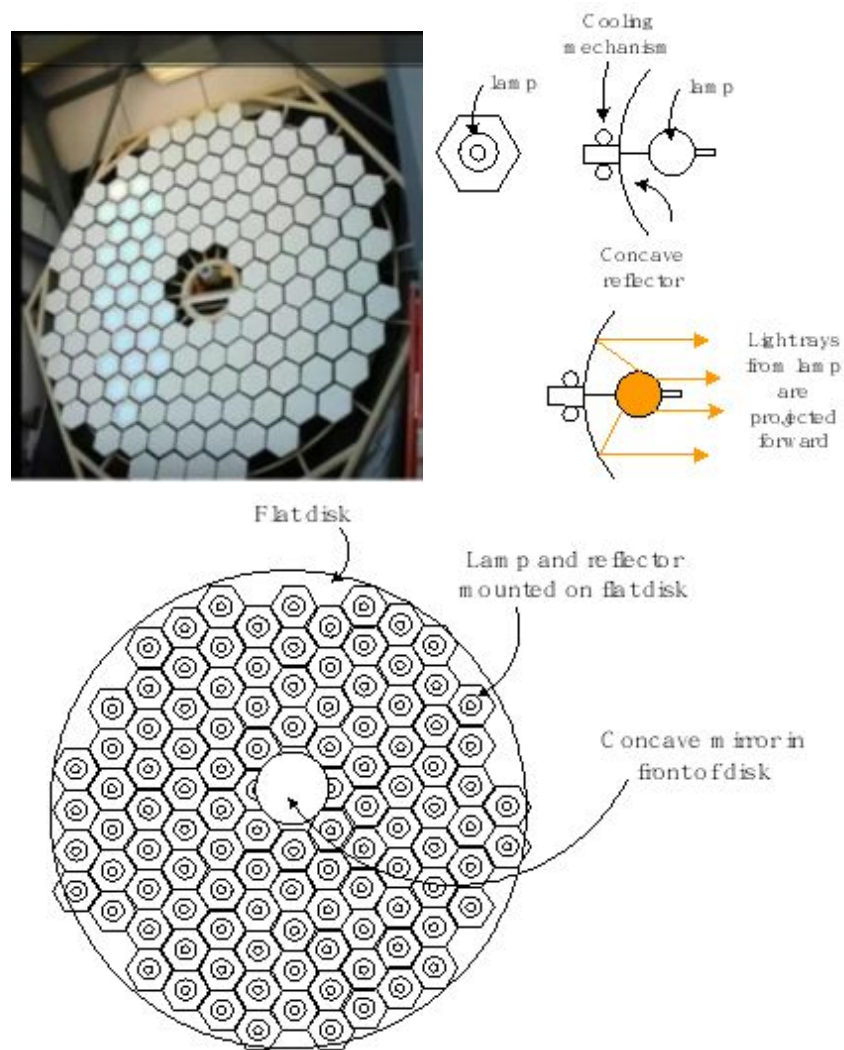 Cooling
mechanism
lamp
lamp
Concave
reflector
Light rays
from lamp
are
projected
forward
Flat disk
Lamp and reflector
mounted on flat disk
Concave mirror in
front of disk